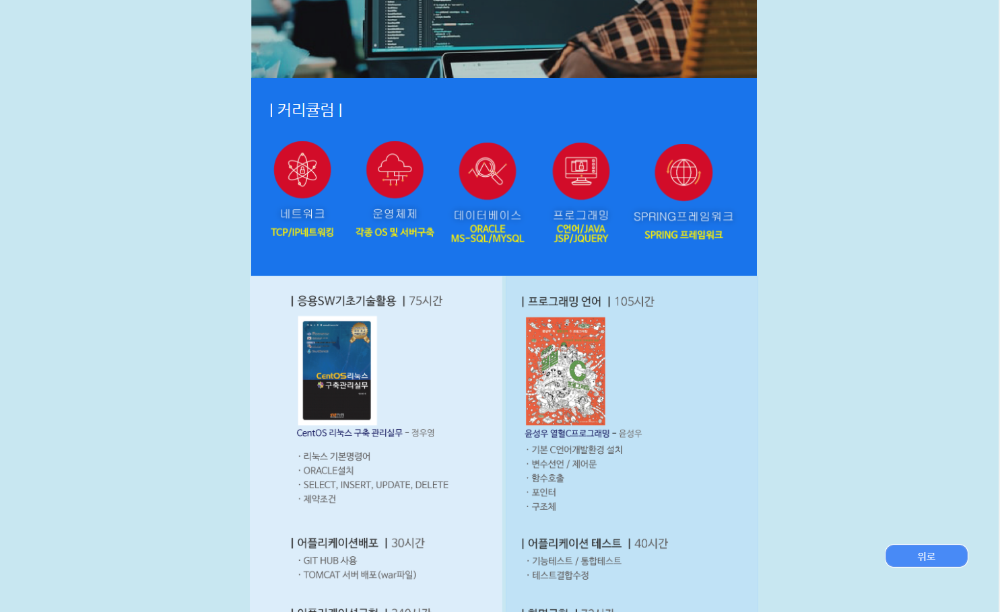 | 커리큘럼 |
네트워크
TCP/IP네트워킹
운영체제
각종 OS 및 서버구축
데이터베이스
ORACLE
MS-SQL/MYSQL
프로그래밍
C언어/JAVA
JSP/JQUERY
SPRING프레임워크
SPRING 프레임워크
| 응용SW기초기술활용 | 75시간
CentOS리눅스
구축관리실무
CentOS 리눅스 구축 관리실무 - 정우영
· 리눅스 기본명령어
· ORACLE설치
· SELECT, INSERT, UPDATE, DELETE
· 제약조건
| 어플리케이션배포 | 30시간
· GIT HUB 사용
· TOMCAT 서버 배포(war파일)
| 프로그래밍 언어 | 105시간
열혈
C
프로그래밍
윤성우 열혈C프로그래밍 - 윤성우
· 기본 C언어개발환경 설치
· 변수선언 / 제어문
· 함수호출
· 포인터
· 구조체
| 어플리케이션 테스트 | 40시간
· 기능테스트 / 통합테스트
· 테스트결합수정
위로